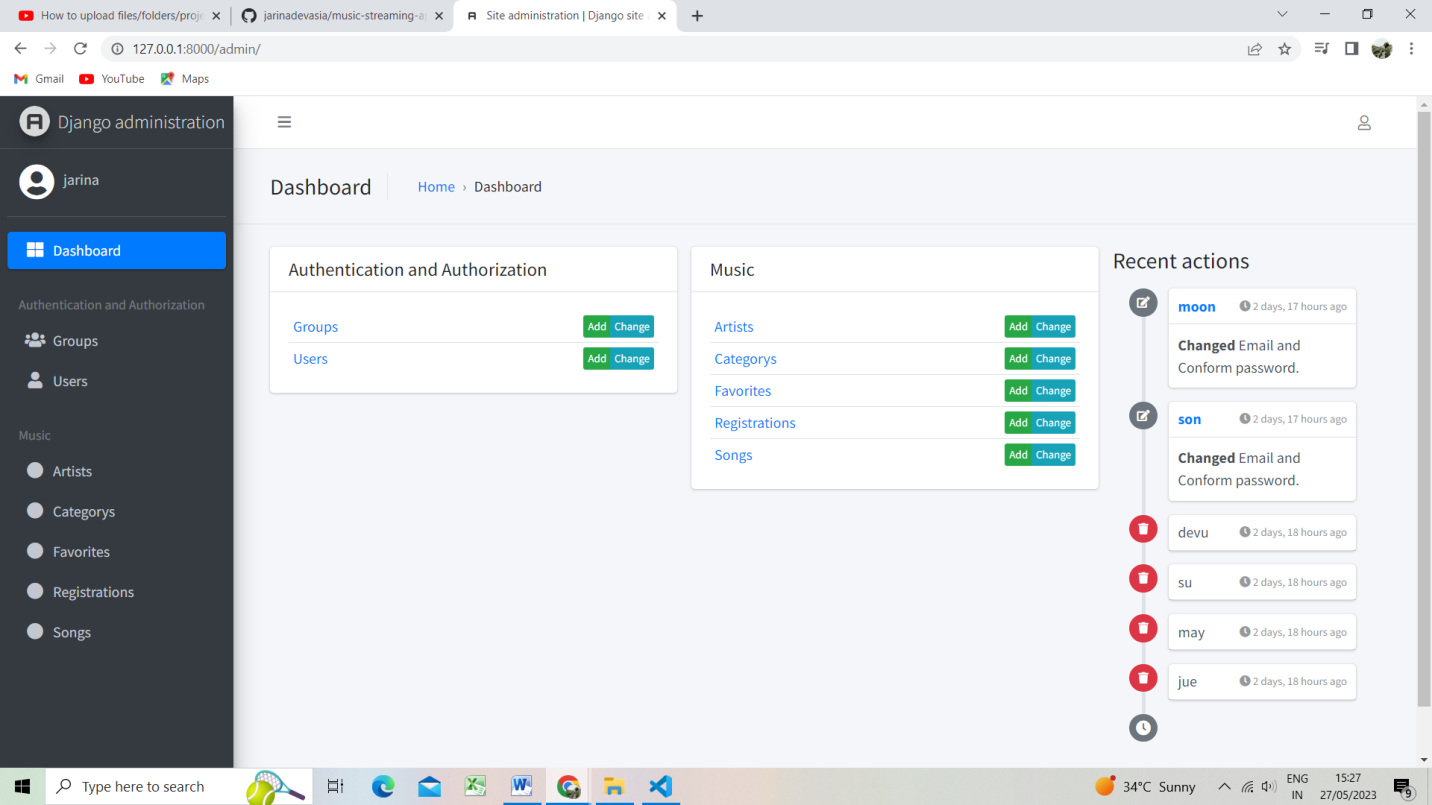 How to upload files/folders/proje
jarinadevasia/music-streaming-ap
Site administration | Django site a
127.0.0.1:8000/admin/
Gmail
YouTube
Maps
Django administration
jarina
Dashboard
Home › Dashboard
Dashboard
Authentication and Authorization
Groups
Users
Music
Artists
Categorys
Favorites
Registrations
Songs
Authentication and Authorization
Groups Add Change
Users Add Change
Music
Artists Add Change
Categorys Add Change
Favorites Add Change
Registrations Add Change
Songs Add Change
Recent actions
moon 2 days, 17 hours ago
Changed Email and
Conform password.
son 2 days, 17 hours ago
Changed Email and
Conform password.
devu 2 days, 18 hours ago
su 2 days, 18 hours ago
may 2 days, 18 hours ago
jue 2 days, 18 hours ago
Type here to search
34°C Sunny
ENG
IN
15:27
27/05/2023
9